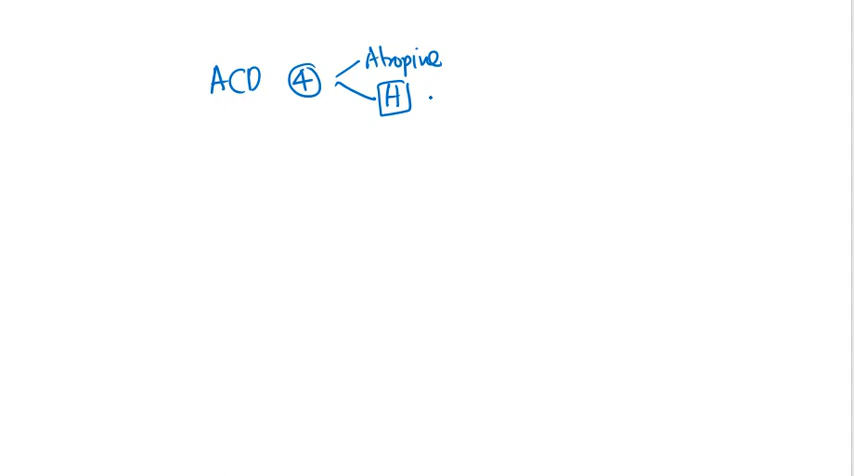 ACD ④ Atropine
H .